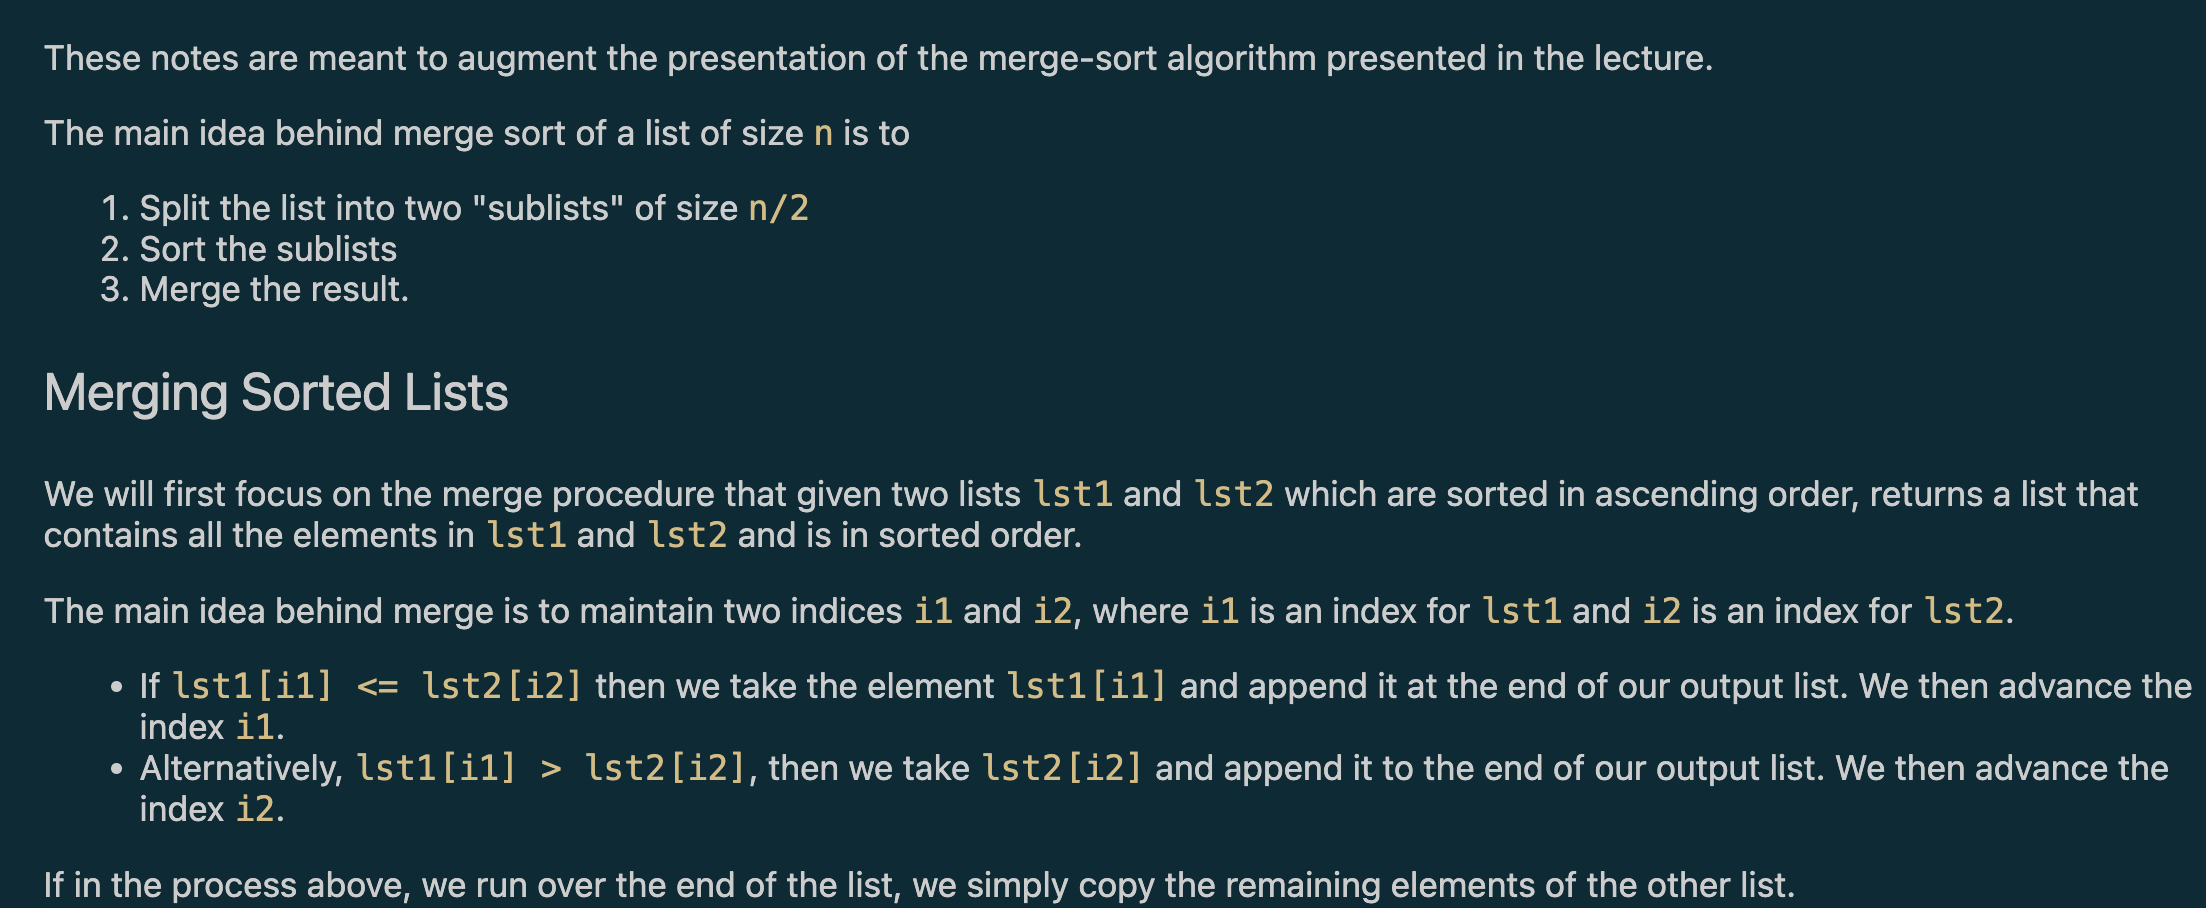 These notes are meant to augment the presentation of the merge-sort algorithm presented in the lecture.
The main idea behind merge sort of a list of size n is to
1. Split the list into two "sublists" of size n/2
2. Sort the sublists
3. Merge the result.
Merging Sorted Lists
We will first focus on the merge procedure that given two lists lst1 and lst2 which are sorted in ascending order, returns a list that
contains all the elements in lst1 and lst2 and is in sorted order.
The main idea behind merge is to maintain two indices i1 and i2, where i1 is an index for lst1 and i2 is an index for lst2.
• If lst1[i1] <= lst2[i2] then we take the element lst1[i1] and append it at the end of our output list. We then advance the
index i1.
• Alternatively, lst1[i1] > lst2[i2], then we take lst2[i2] and append it to the end of our output list. We then advance the
index i2.
If in the process above, we run over the end of the list, we simply copy the remaining elements of the other list.